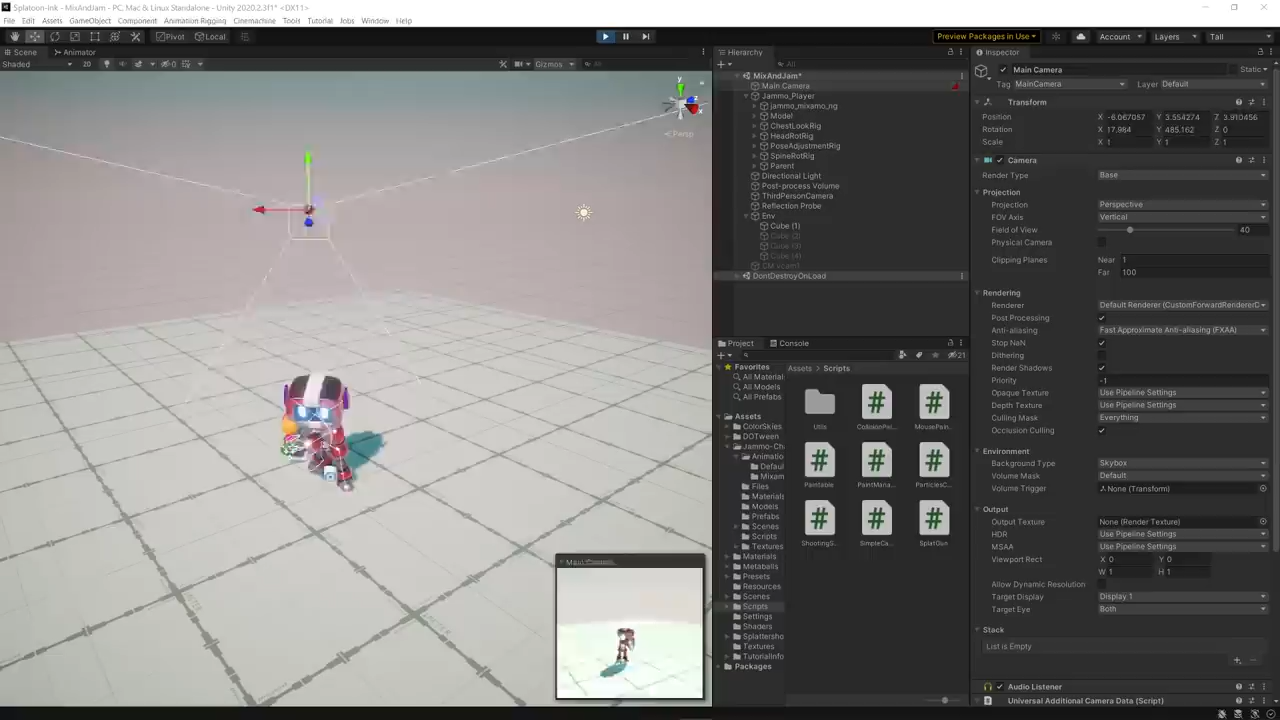 Splatoon-Ink - MixAndJam - PC, Mac & Linux Standalone - Unity 2020.2.3f1* <DX11>
File Edit Assets GameObject Component Animation Rigging Cinemachine Tools Tutorial Jobs Window Help
Pivot Local
Preview Packages in Use Account Layers Tall
Scene Animator
Shaded 2D 0 Gizmos All
y
x
z
Persp
Main Camera
Hierarchy
All
MixAndJam*
Main Camera
Jammo_Player
jammo_mixamo_rig
Model
ChestLookRig
HeadRotRig
PoseAdjustmentRig
SpineRotRig
Parent
Directional Light
Post-process Volume
ThirdPersonCamera
Reflection Probe
Env
Cube (1)
Cube (2)
Cube (3)
Cube (4)
CM vcam1
DontDestroyOnLoad
Project Console
21
Favorites
All Material
All Models
All Prefabs
Assets
ColorSkies
DOTween
Jammo-Ch
Animatio
Defaul
Mixam
Files
Materials
Models
Prefabs
Scenes
Scripts
Textures
Materials
Metaballs
Presets
Resources
Scenes
Scripts
Settings
Shaders
Splattersho
Textures
TutorialInfo
Packages
Assets > Scripts
Utils CollisionPai... MousePain...
Paintable PaintMana... ParticlesC...
ShootingS... SimpleCa... SplatGun
Inspector
Main Camera Static
Tag MainCamera Layer Default
Transform
Position X -6.067057 Y 3.554274 Z 3.910456
Rotation X 17.984 Y 485.162 Z 0
Scale X 1 Y 1 Z 1
Camera
Render Type Base
Projection
Projection Perspective
FOV Axis Vertical
Field of View 40
Physical Camera
Clipping Planes Near 1
Far 100
Rendering
Renderer Default Renderer (CustomForwardRendererD
Post Processing
Anti-aliasing Fast Approximate Anti-aliasing (FXAA)
Stop NaN
Dithering
Render Shadows
Priority -1
Opaque Texture Use Pipeline Settings
Depth Texture Use Pipeline Settings
Culling Mask Everything
Occlusion Culling
Environment
Background Type Skybox
Volume Mask Default
Volume Trigger None (Transform)
Output
Output Texture None (Render Texture)
HDR Use Pipeline Settings
MSAA Use Pipeline Settings
Viewport Rect X 0 Y 0
W 1 H 1
Allow Dynamic Resolution
Target Display Display 1
Target Eye Both
Stack
List is Empty
Audio Listener
Universal Additional Camera Data (Script)